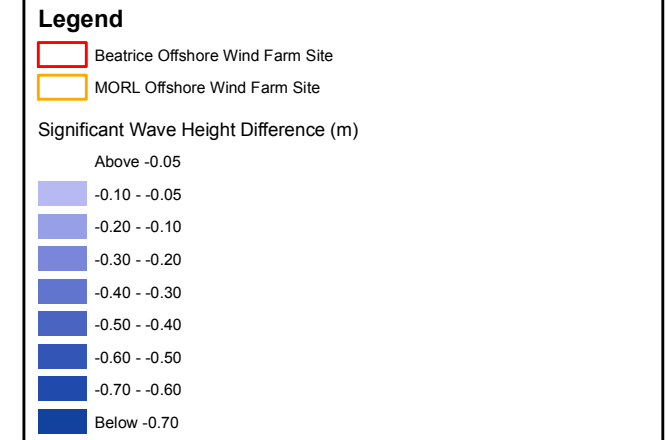 Legend
Beatrice Offshore Wind Farm Site
MORL Offshore Wind Farm Site
Significant Wave Height Difference (m)
Above -0.05
-0.10 - -0.05
-0.20 - -0.10
-0.30 - -0.20
-0.40 - -0.30
-0.50 - -0.40
-0.60 - -0.50
-0.70 - -0.60
Below -0.70